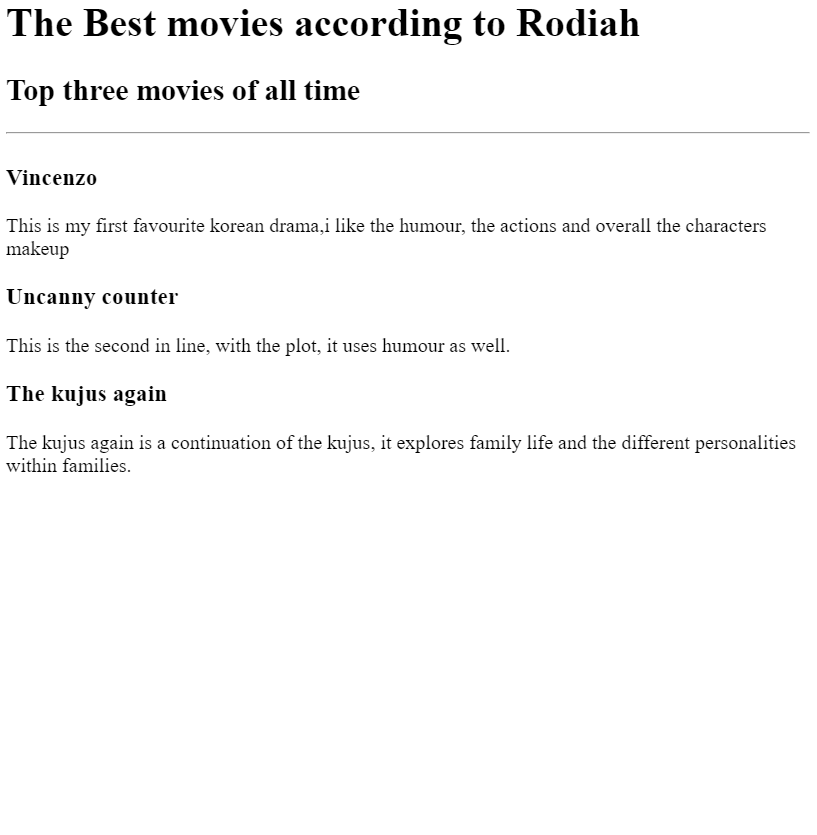 The Best movies according to Rodiah
Top three movies of all time
Vincenzo
This is my first favourite korean drama,i like the humour, the actions and overall the characters
makeup
Uncanny counter
This is the second in line, with the plot, it uses humour as well.
The kujus again
The kujus again is a continuation of the kujus, it explores family life and the different personalities
within families.